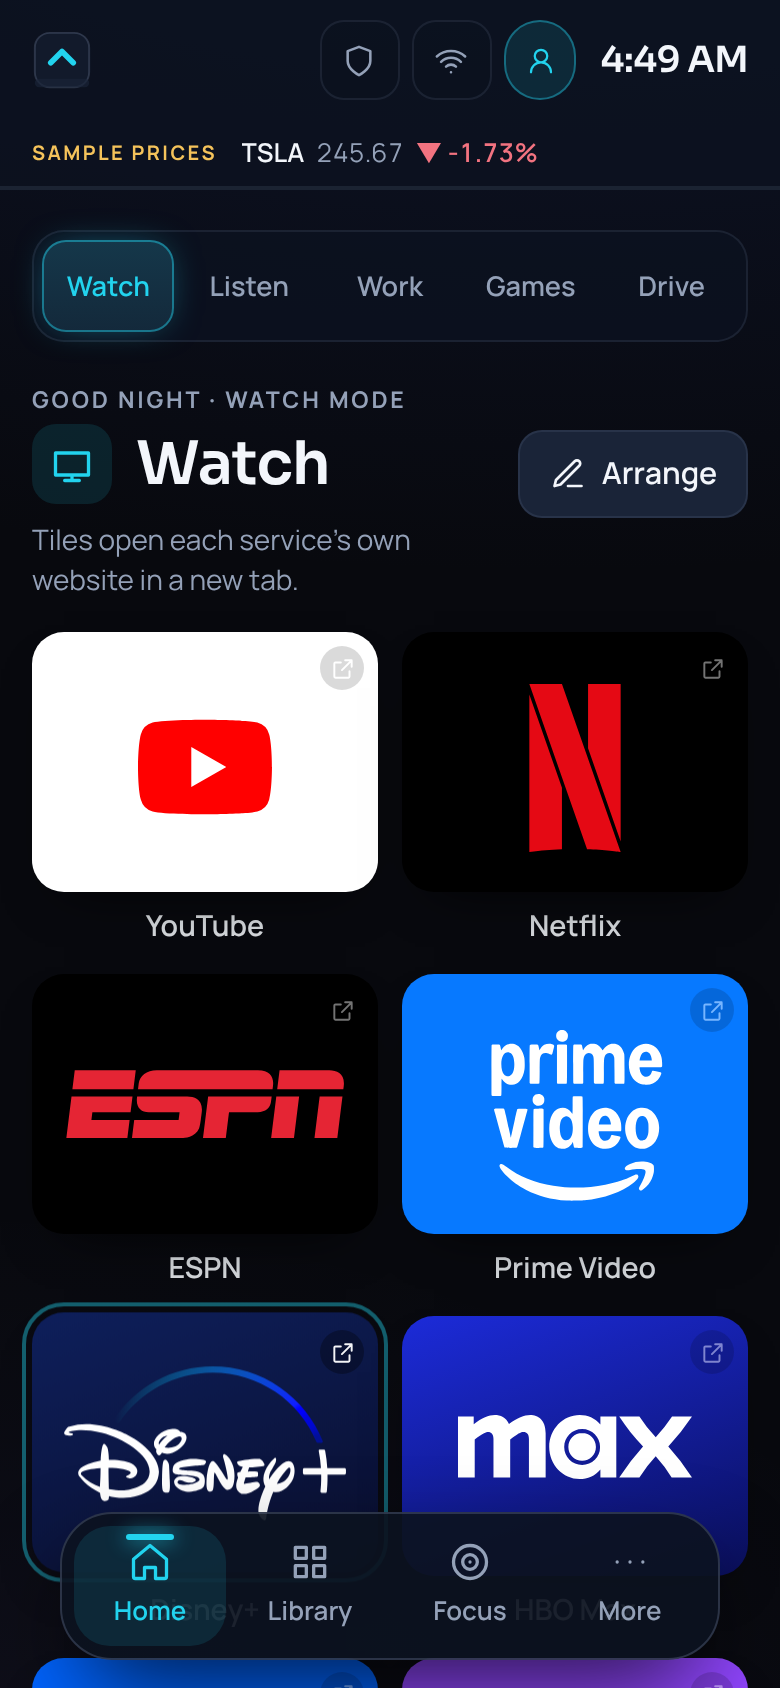 4:49 AM
SAMPLE PRICES TSLA 245.67 ▼ -1.73%
Watch Listen Work Games Drive
GOOD NIGHT · WATCH MODE
Watch
Arrange
Tiles open each service's own
website in a new tab.
YouTube
N
Netflix
ESPN
ESPN
prime
video
Prime Video
Disney+
max
Disney+
Home Library Focus More